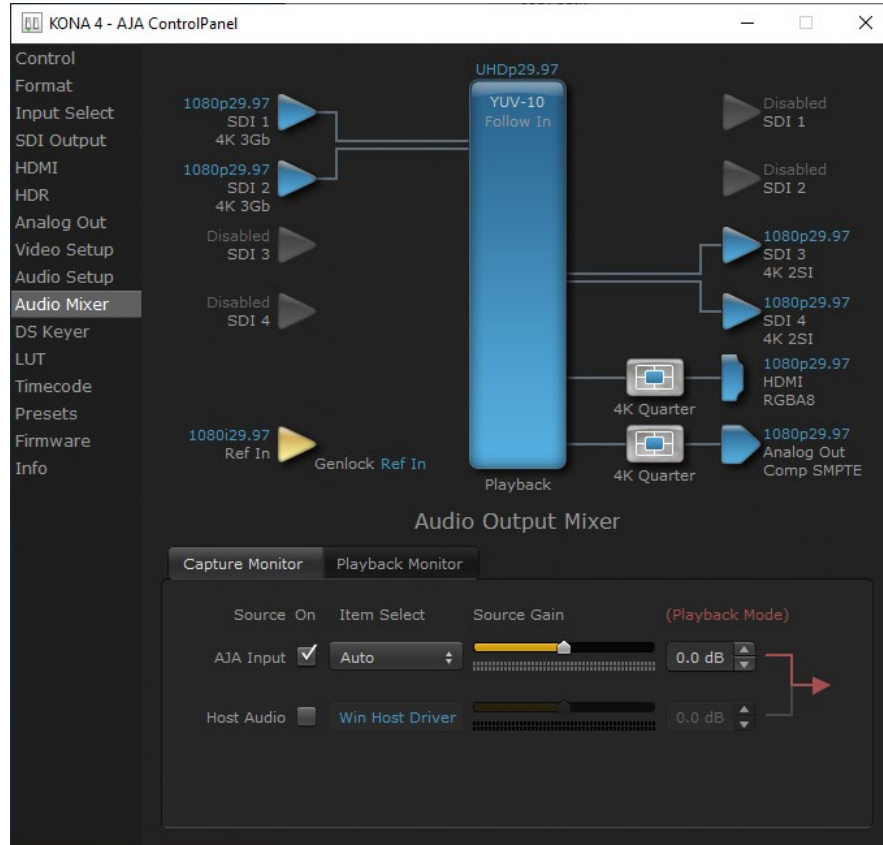 KONA 4 - AJA ControlPanel
Control
Format
Input Select
SDI Output
HDMI
HDR
Analog Out
Video Setup
Audio Setup
Audio Mixer
DS Keyer
LUT
Timecode
Presets
Firmware
Info
UHDp29.97
YUV-10
Follow In
1080p29.97
SDI 1
4K 3Gb
1080p29.97
SDI 2
4K 3Gb
Disabled
SDI 3
Disabled
SDI 4
1080i29.97
Ref In
Genlock Ref In
Playback
Disabled
SDI 1
Disabled
SDI 2
1080p29.97
SDI 3
4K 2SI
1080p29.97
SDI 4
4K 2SI
4K Quarter
1080p29.97
HDMI
RGBA8
4K Quarter
1080p29.97
Analog Out
Comp SMPTE
Audio Output Mixer
Capture Monitor Playback Monitor
Source On Item Select Source Gain (Playback Mode)
AJA Input Auto 0.0 dB
Host Audio Win Host Driver 0.0 dB